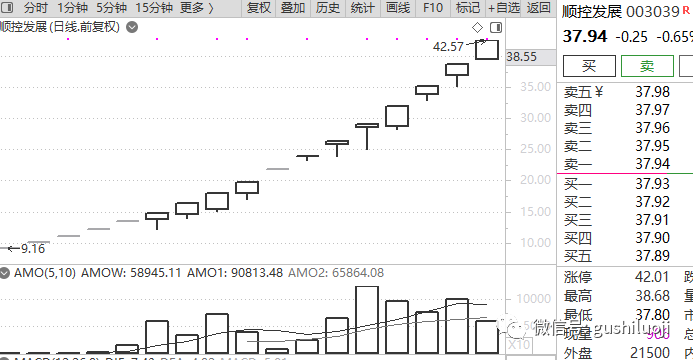 分时 1分钟 5分钟 15分钟 更多 〉 复权 叠加 历史 统计 画线 F10 标记 +自选 返回
顺控发展(日线.前复权)
42.57
38.55
35.00
30.00
25.00
20.00
15.00
10.00
9.16
AMO(5,10) AMOW: 58945.11 AMO1: 90813.48 AMO2: 65864.08
10000
5000
X10
顺控发展 003039 R
37.94 -0.25 -0.65%
买 卖
卖五 ¥ 37.98
卖四 37.97
卖三 37.96
卖二 37.95
卖一 37.94
买一 37.93
买二 37.92
买三 37.91
买四 37.90
买五 37.89
涨停 42.01 跌
最高 38.68 量
最低 37.80 市
现量 900 总
外盘 21500 内
微信号: gushiluoji